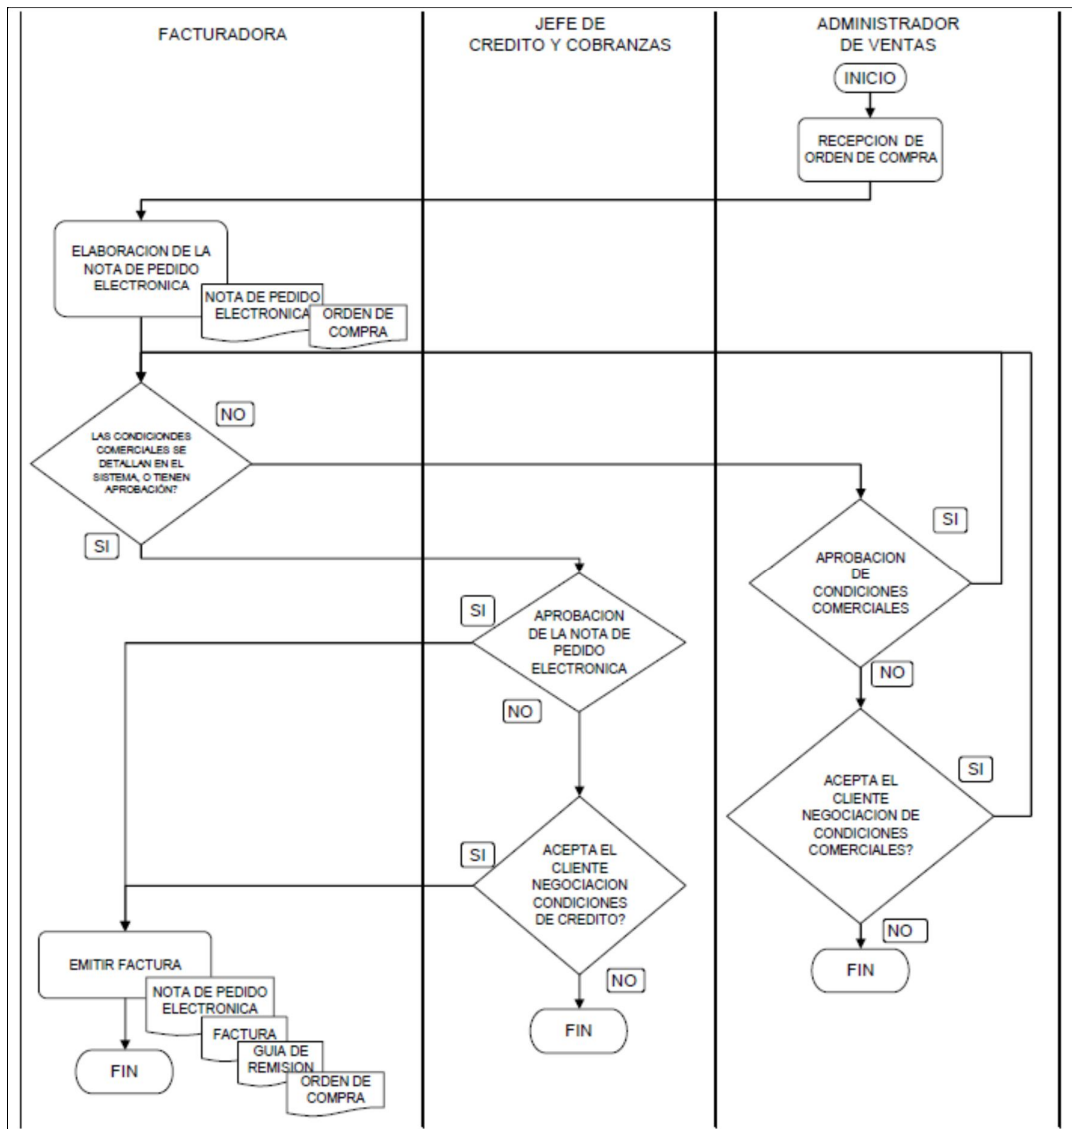 FACTURADORA
JEFE DE
CREDITO Y COBRANZAS
ADMINISTRADOR
DE VENTAS
INICIO
RECEPCION DE
ORDEN DE COMPRA
ELABORACION DE LA
NOTA DE PEDIDO
ELECTRONICA
NOTA DE PEDIDO
ELECTRONICA
ORDEN DE
COMPRA
NO
LAS CONDICIONDES
COMERCIALES SE
DETALLAN EN EL
SISTEMA, O TIENEN
APROBACIÓN?
SI
SI
APROBACION
DE
CONDICIONES
COMERCIALES
NO
SI
APROBACION
DE LA NOTA DE
PEDIDO
ELECTRONICA
NO
SI
ACEPTA EL
CLIENTE
NEGOCIACION DE
CONDICIONES
COMERCIALES?
NO
FIN
SI
ACEPTA EL
CLIENTE
NEGOCIACION
CONDICIONES
DE CREDITO?
NO
FIN
EMITIR FACTURA
NOTA DE PEDIDO
ELECTRONICA
FACTURA
GUIA DE
REMISION
ORDEN DE
COMPRA
FIN